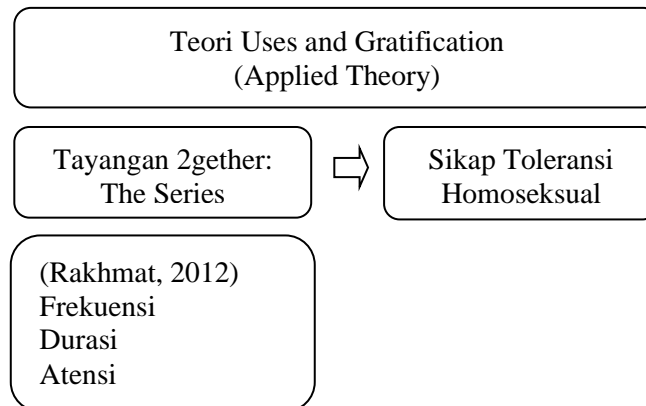 Teori Uses and Gratification
(Applied Theory)
Tayangan 2gether:
The Series
Sikap Toleransi
Homoseksual
(Rakhmat, 2012)
Frekuensi
Durasi
Atensi